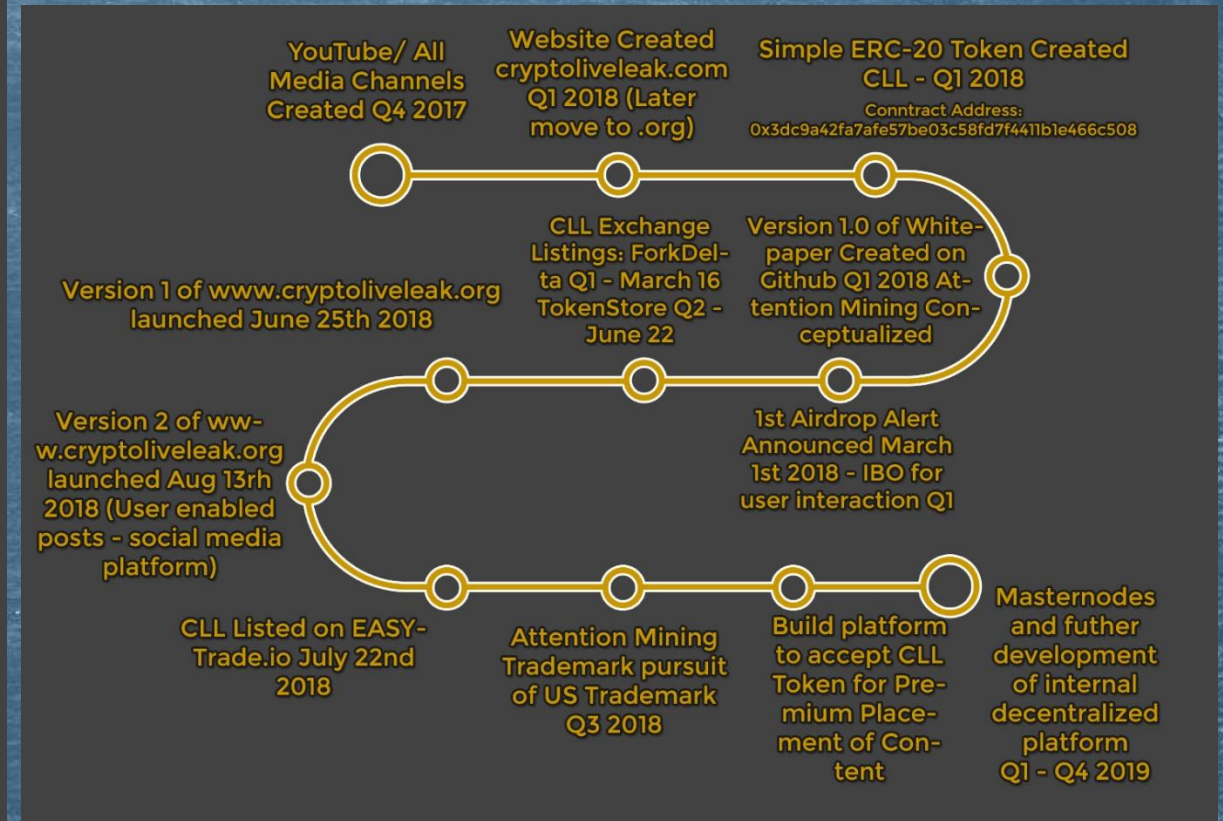 YouTube/ All
Media Channels
Created Q4 2017
Website Created
cryptoliveleak.com
Q1 2018 (Later
move to .org)
Simple ERC-20 Token Created
CLL - Q1 2018
Conntract Address:
0x3dc9a42fa7afe57be03c58fd7f4411b1e466c508
Version 1.0 of White-
paper Created on
Github Q1 2018 At-
tention Mining Con-
ceptualized
1st Airdrop Alert
Announced March
1st 2018 - IBO for
user interaction Q1
CLL Exchange
Listings: ForkDel-
ta Q1 - March 16
TokenStore Q2 -
June 22
Version 1 of www.cryptoliveleak.org
launched June 25th 2018
Version 2 of ww-
w.cryptoliveleak.org
launched Aug 13rh
2018 (User enabled
posts - social media
platform)
CLL Listed on EASY-
Trade.io July 22nd
2018
Attention Mining
Trademark pursuit
of US Trademark
Q3 2018
Build platform
to accept CLL
Token for Pre-
mium Place-
ment of Con-
tent
Masternodes
and futher
development
of internal
decentralized
platform
Q1 - Q4 2019